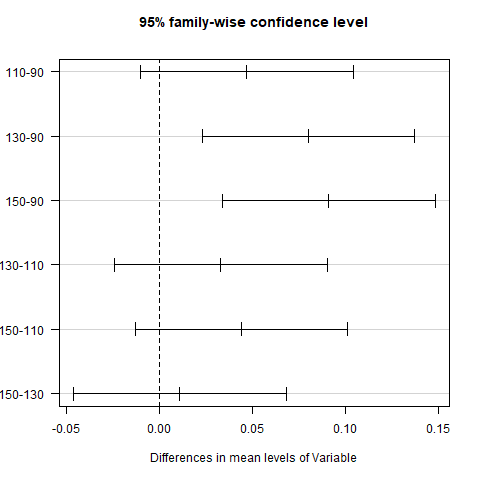 95% family-wise confidence level
110-90
130-90
150-90
130-110
150-110
150-130
-0.05 0.00 0.05 0.10 0.15
Differences in mean levels of Variable